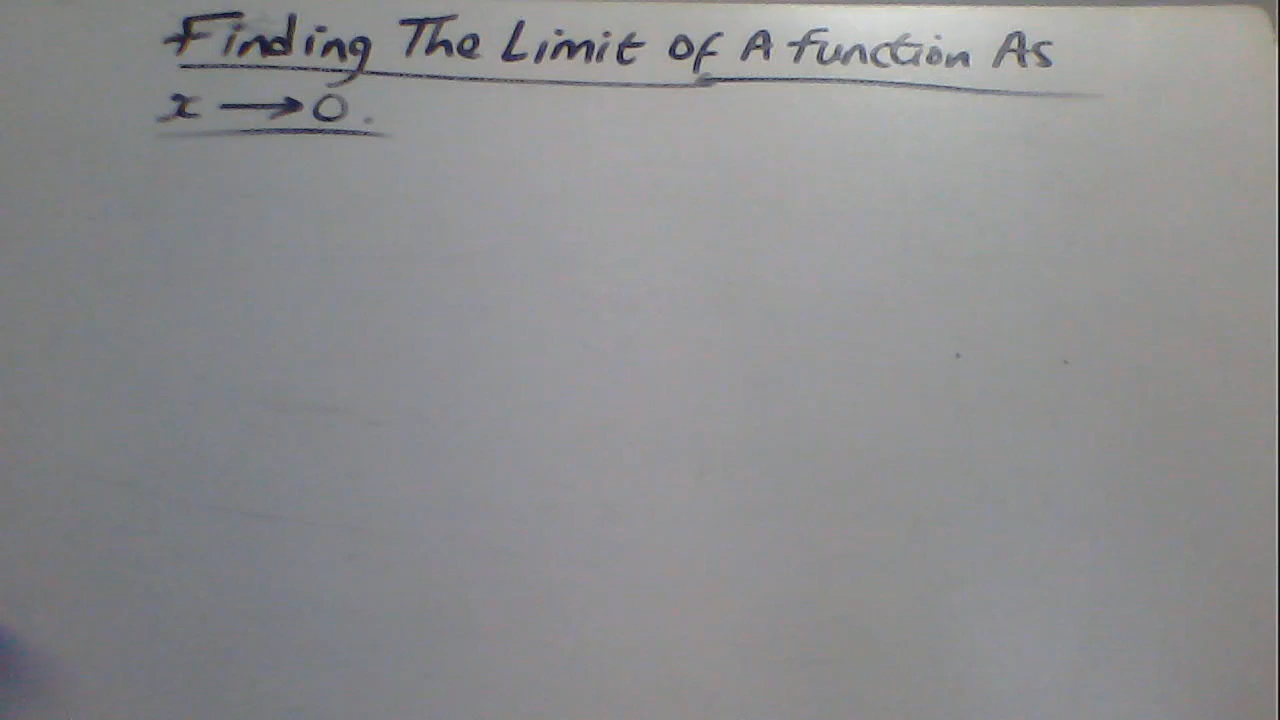 Finding The Limit Of A function As
x → 0.